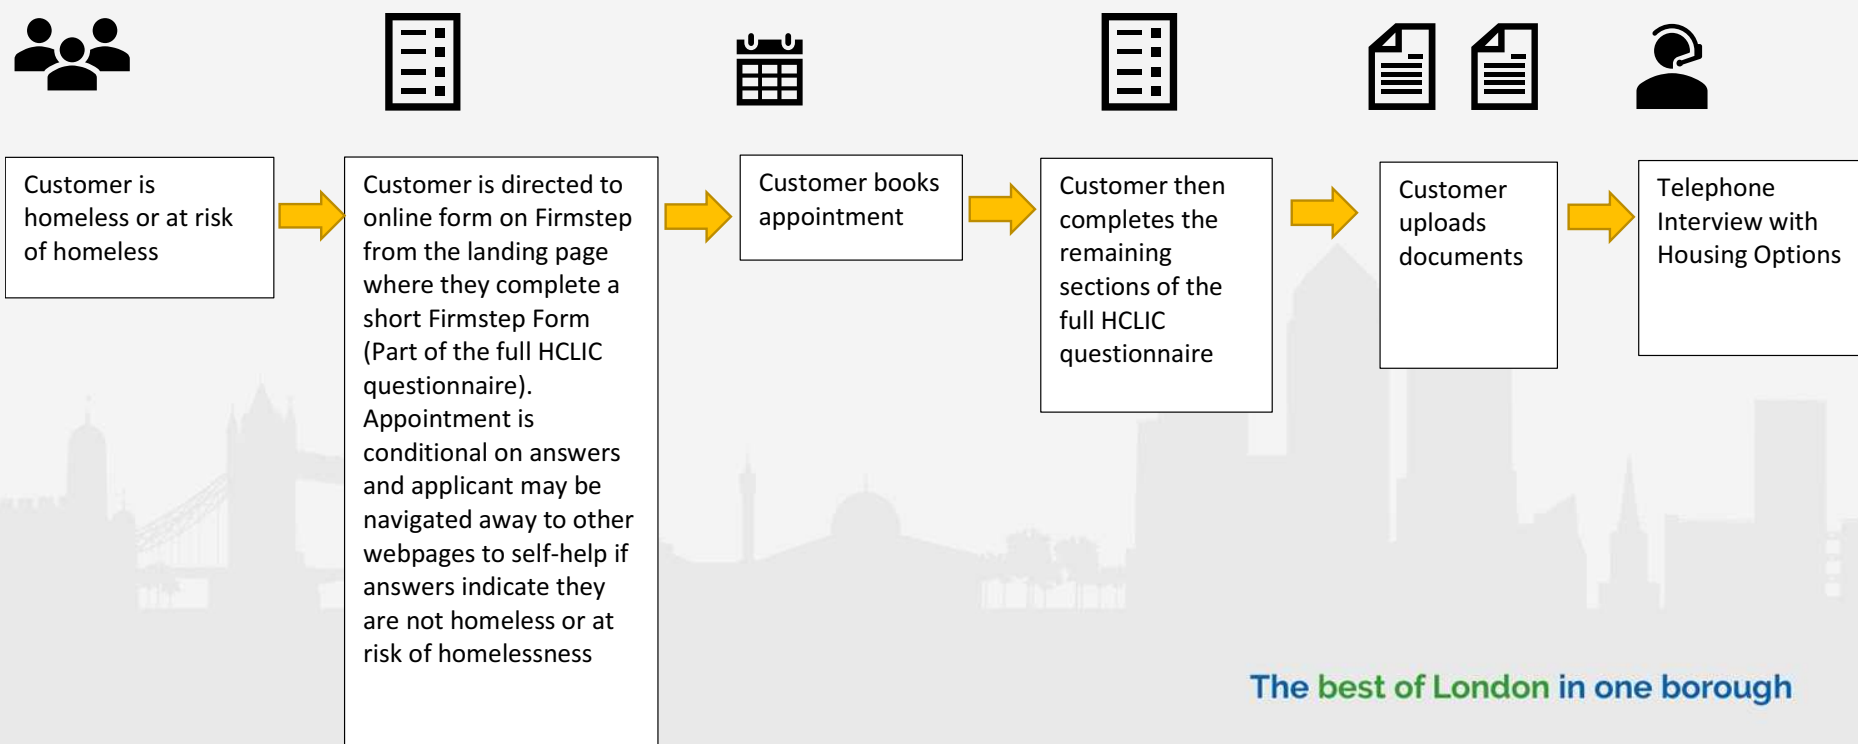 Customer is
homeless or at risk
of homeless
Customer is directed to
online form on Firmstep
from the landing page
where they complete a
short Firmstep Form
(Part of the full HCLIC
questionnaire).
Appointment is
conditional on answers
and applicant may be
navigated away to other
webpages to self-help if
answers indicate they
are not homeless or at
risk of homelessness
Customer books
appointment
Customer then
completes the
remaining
sections of the
full HCLIC
questionnaire
Customer
uploads
documents
Telephone
Interview with
Housing Options
The best of London in one borough